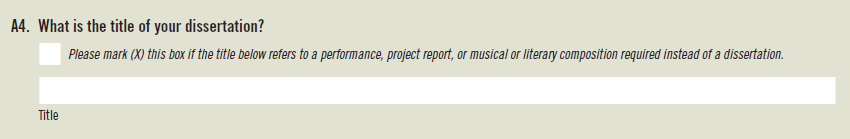 A4. What is the title of your dissertation?
Please mark (X) this box if the title below refers to a performance, project report, or musical or literary composition required instead of a dissertation.
Title